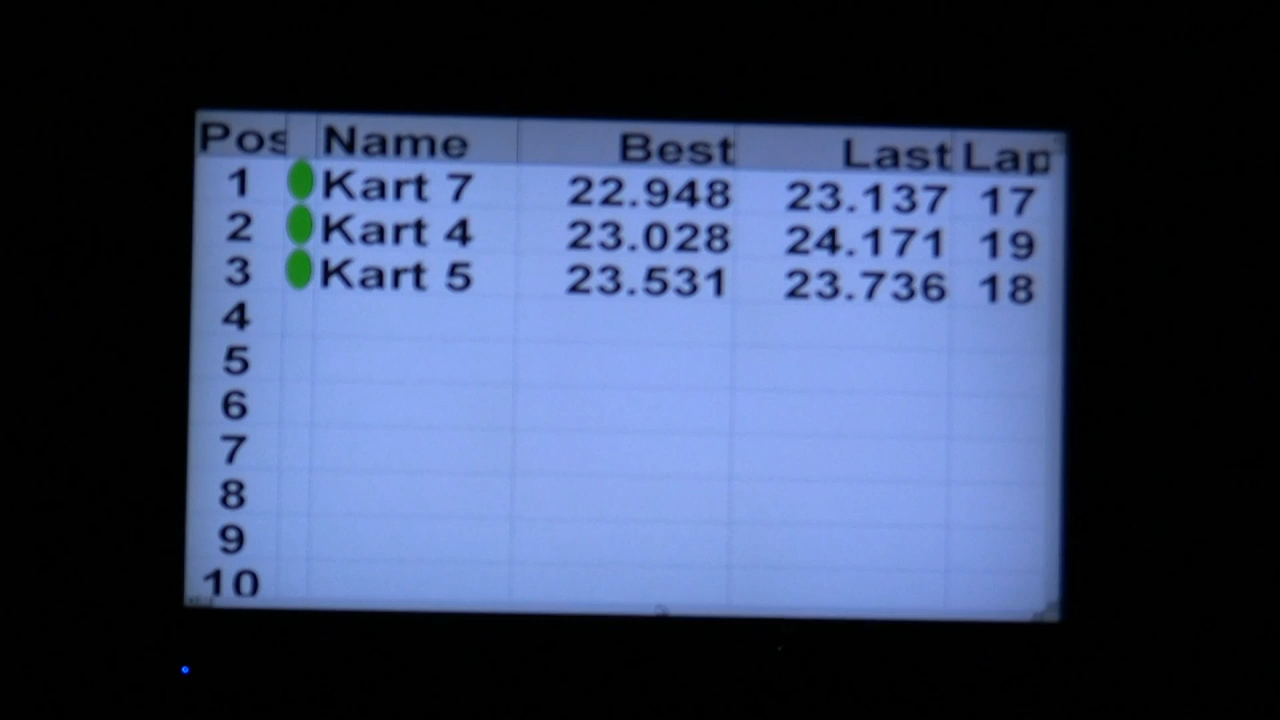 Pos Name Best Last Lap
1 Kart 7 22.948 23.137 17
2 Kart 4 23.028 24.171 19
3 Kart 5 23.531 23.736 18
4
5
6
7
8
9
10